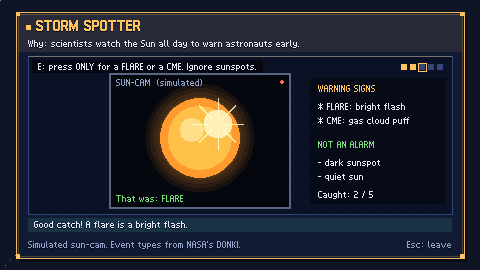 STORM SPOTTER
Why: scientists watch the Sun all day to warn astronauts early.
E: press ONLY for a FLARE or a CME. Ignore sunspots.
SUN-CAM (simulated)
That was: FLARE
WARNING SIGNS
* FLARE: bright flash
* CME: gas cloud puff
NOT AN ALARM
- dark sunspot
- quiet sun
Caught: 2 / 5
Good catch! A flare is a bright flash.
Simulated sun-cam. Event types from NASA's DONKI.
Esc: leave